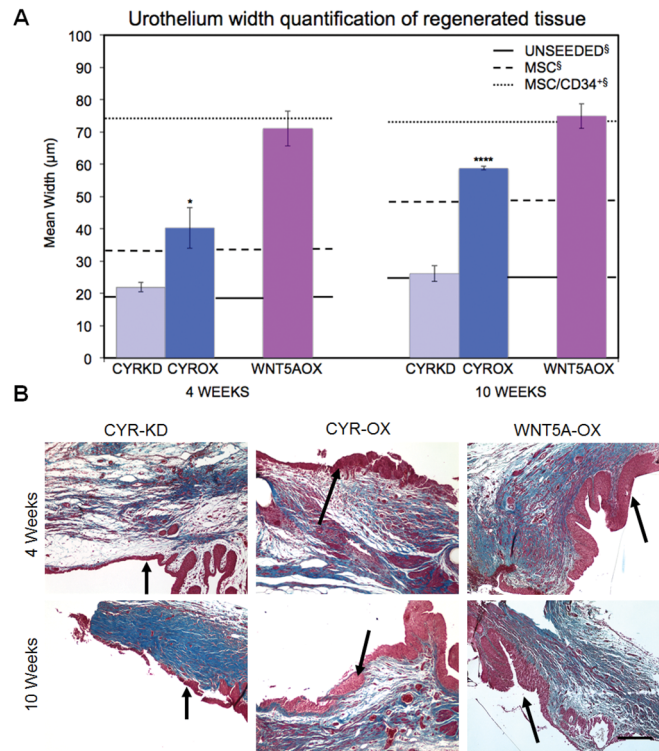 A
Urothelium width quantification of regenerated tissue
UNSEEDED§
MSC§
MSC/CD34+§
Mean Width (µm)
100
90
80
70
60
50
40
30
20
10
0
*
****
CYRKD CYROX WNT5AOX CYRKD CYROX WNT5AOX
4 WEEKS 10 WEEKS
B
CYR-KD CYR-OX WNT5A-OX
4 Weeks
10 Weeks